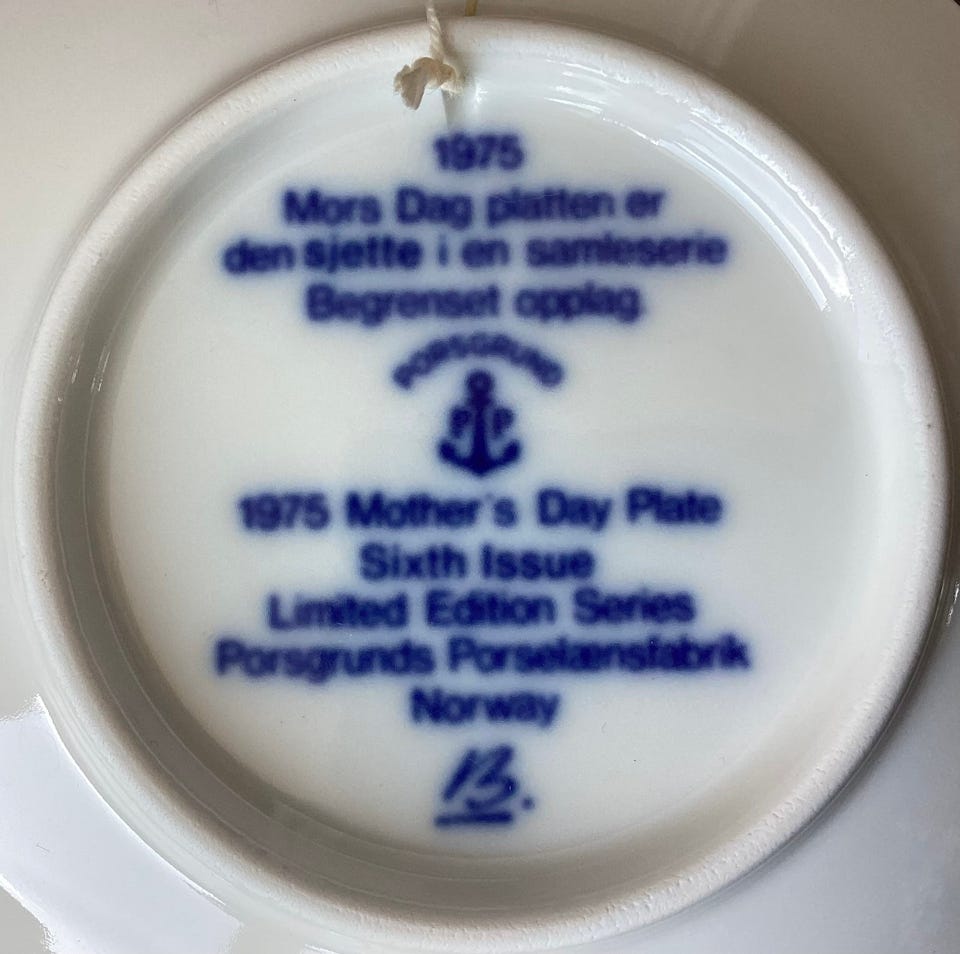 1975
Mors Dag platten er
den sjette i en samleserie
Begrenset opplag.
PORSGRUND
P P
1975 Mother's Day Plate
Sixth Issue
Limited Edition Series
Porsgrunds Porselænsfabrik
Norway